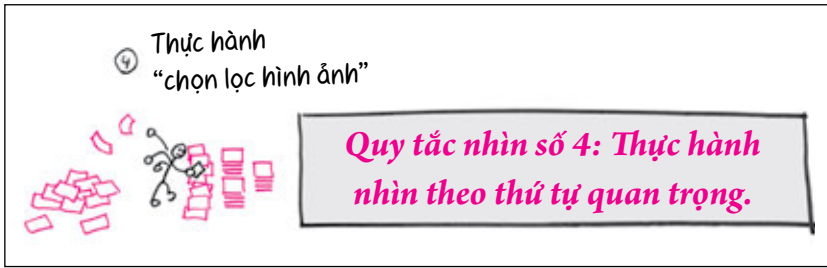 ④ Thực hành
“chọn lọc hình ảnh”
Quy tắc nhìn số 4: Thực hành
nhìn theo thứ tự quan trọng.